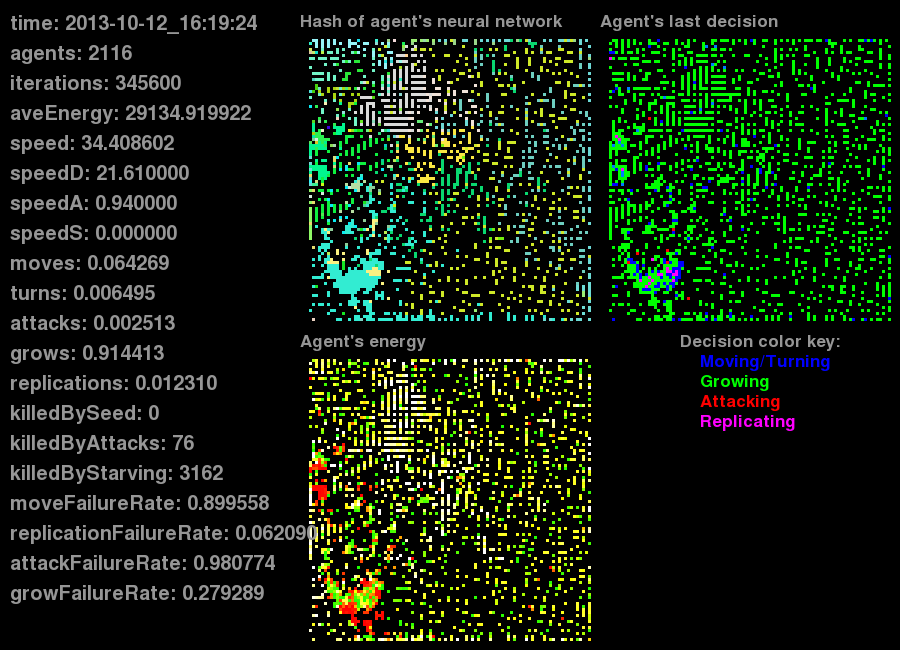 time: 2013-10-12_16:19:24
agents: 2116
iterations: 345600
aveEnergy: 29134.919922
speed: 34.408602
speedD: 21.610000
speedA: 0.940000
speedS: 0.000000
moves: 0.064269
turns: 0.006495
attacks: 0.002513
grows: 0.914413
replications: 0.012310
killedBySeed: 0
killedByAttacks: 76
killedByStarving: 3162
moveFailureRate: 0.899558
replicationFailureRate: 0.062090
attackFailureRate: 0.980774
growFailureRate: 0.279289
Hash of agent's neural network
Agent's last decision
Agent's energy
Decision color key:
Moving/Turning
Growing
Attacking
Replicating